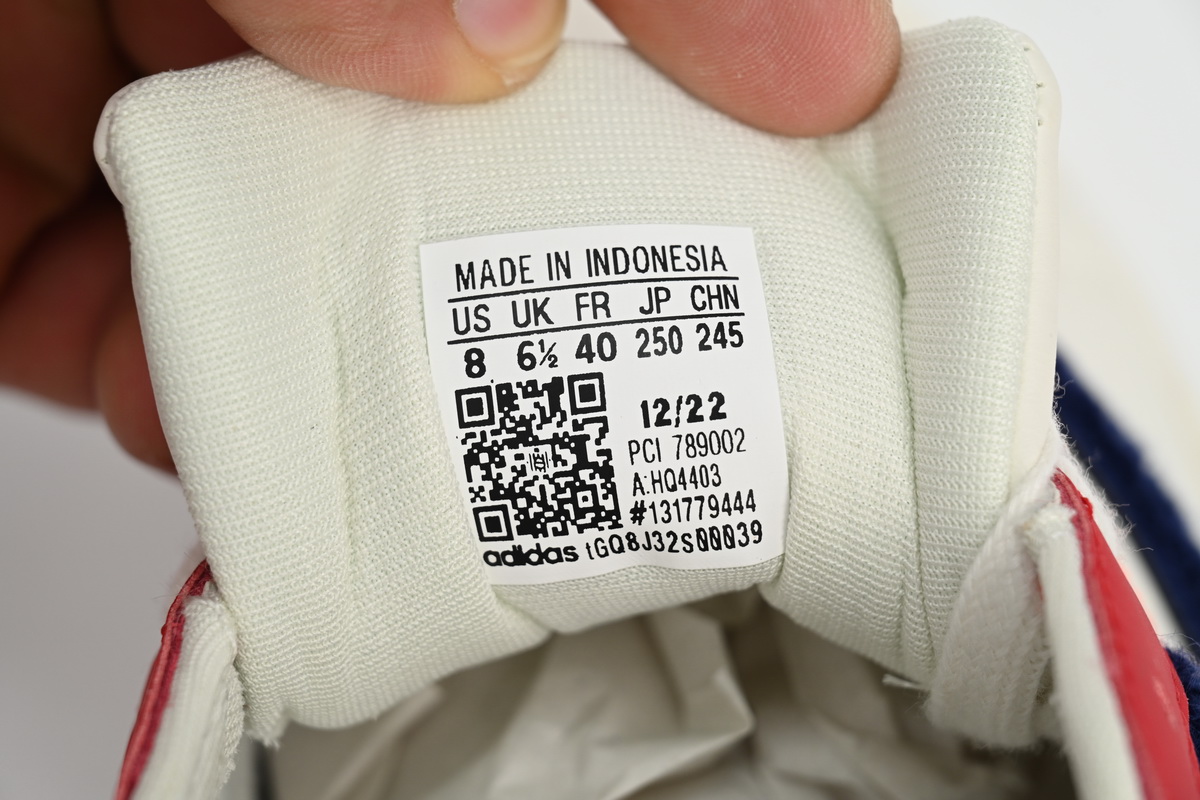 MADE IN INDONESIA
US UK FR JP CHN
8 6½ 40 250 245
12/22
PCI 789002
A:HQ4403
#131779444
adidas tGQ8J32S00039